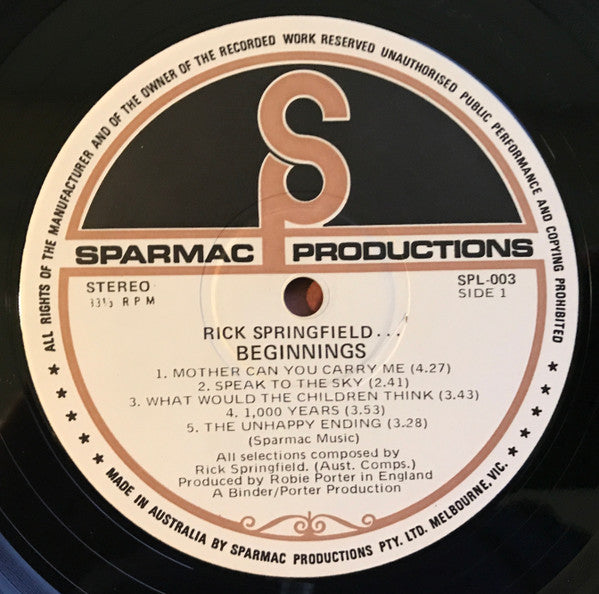 ALL RIGHTS OF THE MANUFACTURER AND OF THE OWNER OF THE RECORDED WORK RESERVED UNAUTHORISED PUBLIC PERFORMANCE AND COPYING PROHIBITED
SP
SPARMAC PRODUCTIONS
STEREO
33⅓ RPM
SPL-003
SIDE 1
RICK SPRINGFIELD...
BEGINNINGS
1. MOTHER CAN YOU CARRY ME (4.27)
2. SPEAK TO THE SKY (2.41)
3. WHAT WOULD THE CHILDREN THINK (3.43)
4. 1,000 YEARS (3.53)
5. THE UNHAPPY ENDING (3.28)
(Sparmac Music)
All selections composed by
Rick Springfield. (Aust. Comps.)
Produced by Robie Porter in England
A Binder/Porter Production
★ ★ ★ ★ MADE IN AUSTRALIA BY SPARMAC PRODUCTIONS PTY. LTD. MELBOURNE, VIC. ★ ★ ★ ★